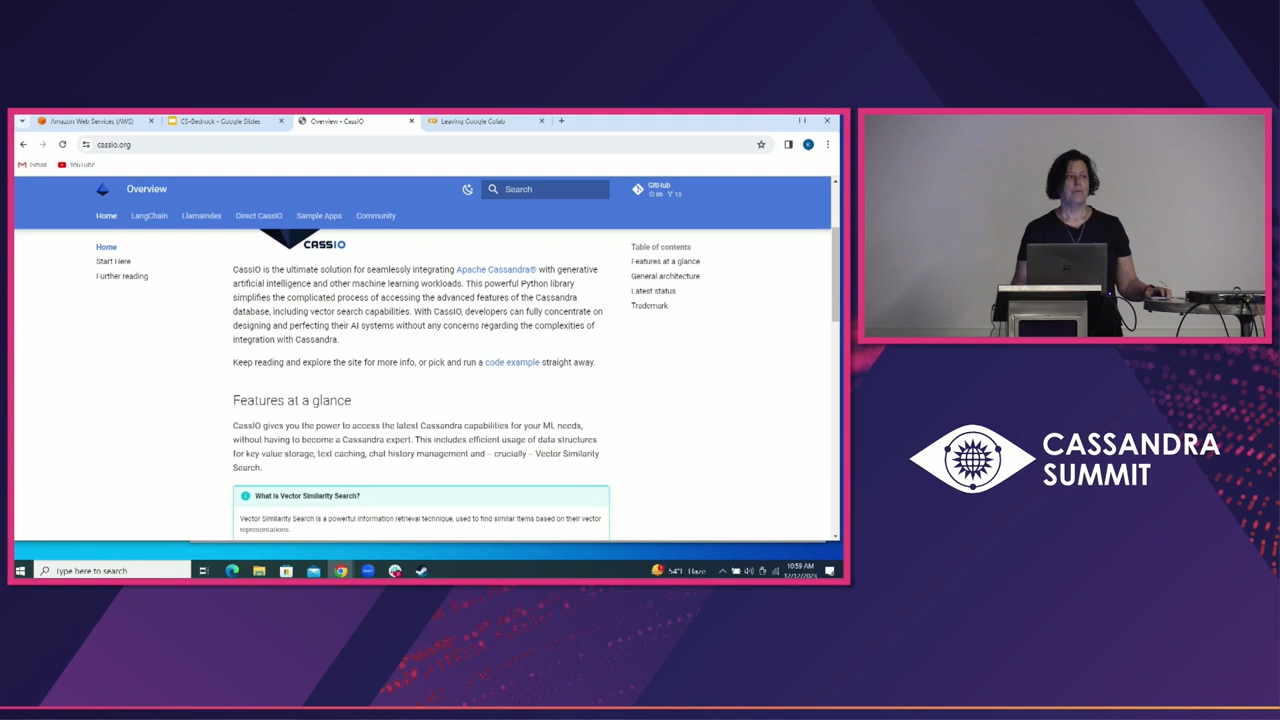 Amazon Web Services (AWS)
CS-Bedrock - Google Slides
Overview - CassIO
Leaving Google Colab
cassio.org
K
Gmail
YouTube
Overview
Search
GitHub
Home
LangChain
LlamaIndex
Direct CassIO
Sample Apps
Community
Home
Start Here
Further reading
CASSIO
CassIO is the ultimate solution for seamlessly integrating Apache Cassandra® with generative
artificial intelligence and other machine learning workloads. This powerful Python library
simplifies the complicated process of accessing the advanced features of the Cassandra
database, including vector search capabilities. With CassIO, developers can fully concentrate on
designing and perfecting their AI systems without any concerns regarding the complexities of
integration with Cassandra.
Keep reading and explore the site for more info, or pick and run a code example straight away.
Features at a glance
CassIO gives you the power to access the latest Cassandra capabilities for your ML needs,
without having to become a Cassandra expert. This includes efficient usage of data structures
for key-value storage, text caching, chat history management and – crucially – Vector Similarity
Search.
What is Vector Similarity Search?
Vector Similarity Search is a powerful information retrieval technique, used to find similar items based on their vector
representations.
Table of contents
Features at a glance
General architecture
Latest status
Trademark
Type here to search
54°F Haze
10:59 AM
12/12/2023
DELL
CASSANDRA
SUMMIT